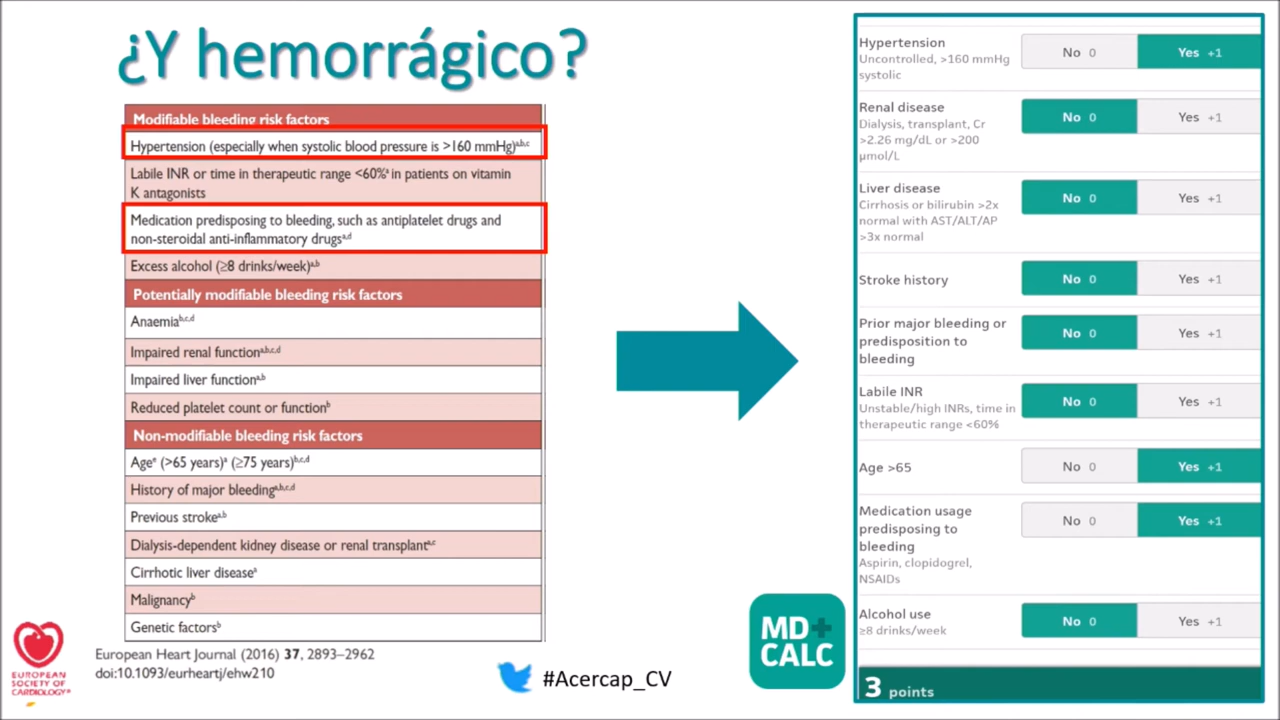 ¿Y hemorrágico?
Modifiable bleeding risk factors
Hypertension (especially when systolic blood pressure is >160 mmHg)a,b,c
Labile INR or time in therapeutic range <60%a in patients on vitamin
K antagonists
Medication predisposing to bleeding, such as antiplatelet drugs and
non-steroidal anti-inflammatory drugsa,d
Excess alcohol (≥8 drinks/week)a,b
Potentially modifiable bleeding risk factors
Anaemiab,c,d
Impaired renal functiona,b,c,d
Impaired liver functiona,b
Reduced platelet count or functionb
Non-modifiable bleeding risk factors
Agee (>65 years)a (≥75 years)b,c,d
History of major bleedinga,b,c,d
Previous strokea,b
Dialysis-dependent kidney disease or renal transplanta,c
Cirrhotic liver diseasea
Malignancyb
Genetic factorsb
EUROPEAN
SOCIETY OF
CARDIOLOGY®
European Heart Journal (2016) 37, 2893–2962
doi:10.1093/eurheartj/ehw210
#Acercap_CV
MD+
CALC
Hypertension
Uncontrolled, >160 mmHg
systolic
No 0 Yes +1
Renal disease
Dialysis, transplant, Cr
>2.26 mg/dL or >200
µmol/L
No 0 Yes +1
Liver disease
Cirrhosis or bilirubin >2x
normal with AST/ALT/AP
>3x normal
No 0 Yes +1
Stroke history
No 0 Yes +1
Prior major bleeding or
predisposition to
bleeding
No 0 Yes +1
Labile INR
Unstable/high INRs, time in
therapeutic range <60%
No 0 Yes +1
Age >65
No 0 Yes +1
Medication usage
predisposing to
bleeding
Aspirin, clopidogrel,
NSAIDs
No 0 Yes +1
Alcohol use
≥8 drinks/week
No 0 Yes +1
3 points